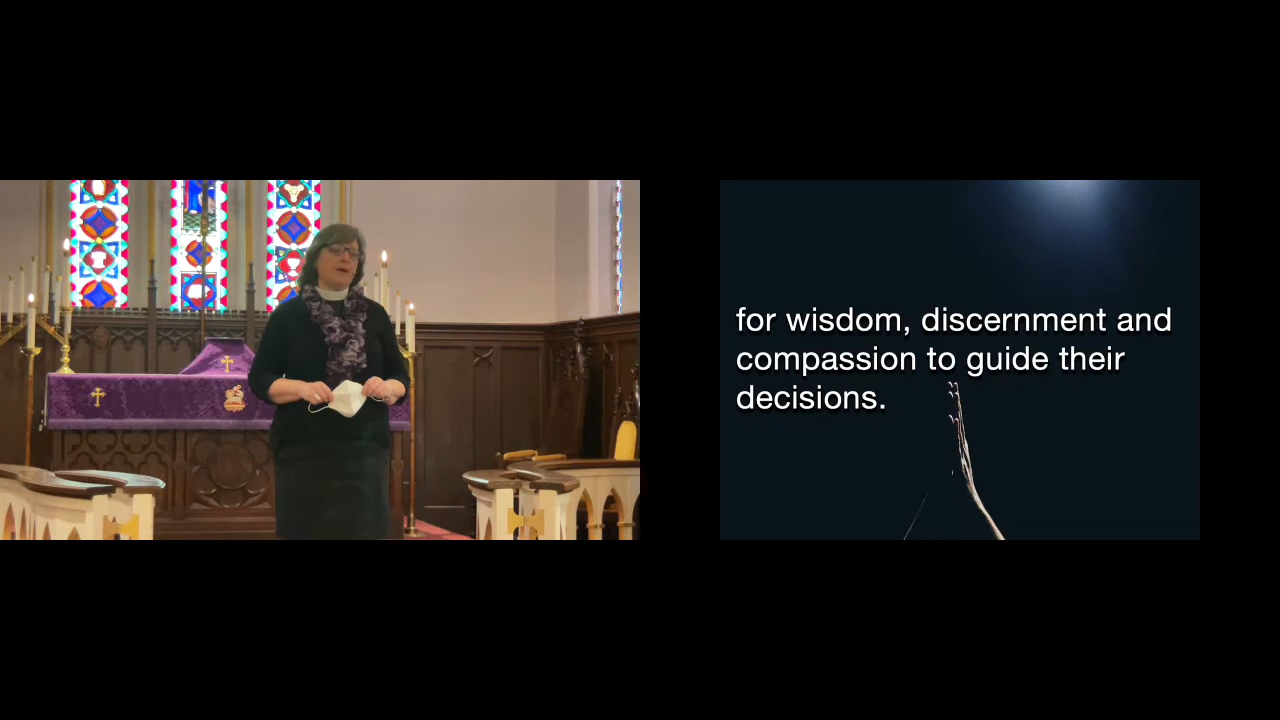 for wisdom, discernment and
compassion to guide their
decisions.